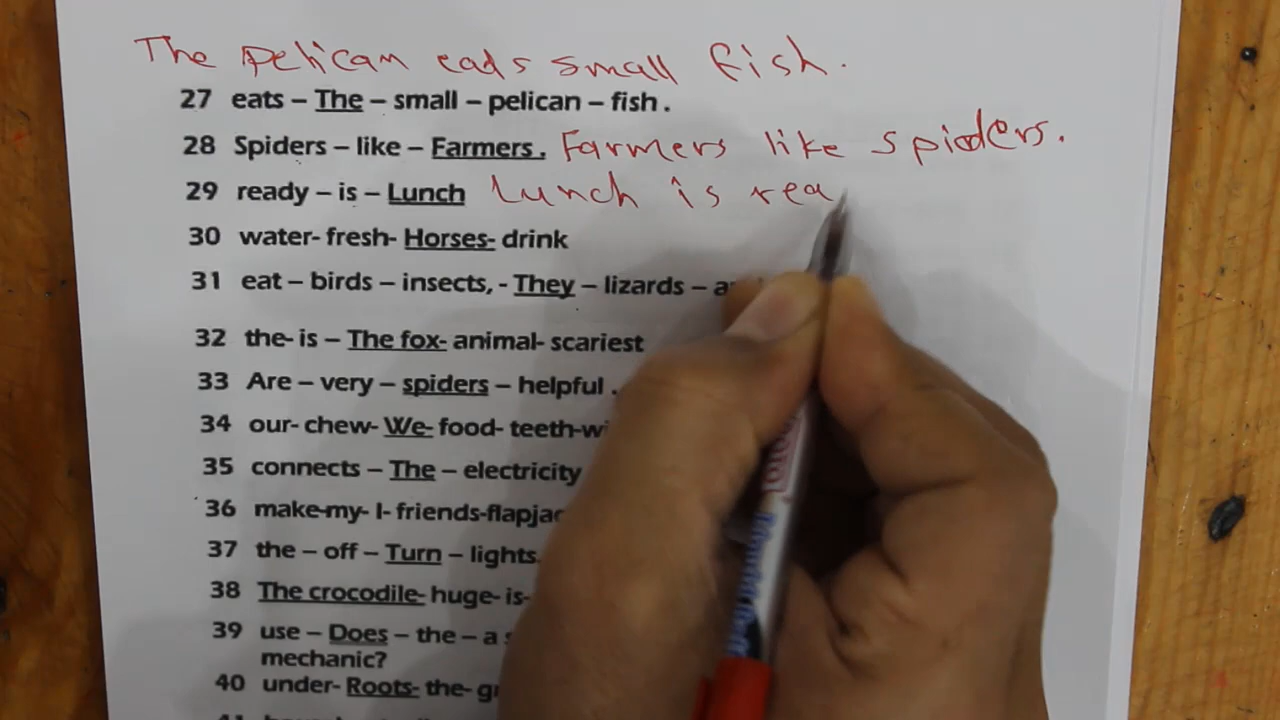 The pelican eads small fish.
27 eats – The – small – pelican – fish .
28 Spiders – like – Farmers . Farmers like spiders.
29 ready – is – Lunch Lunch is rea
30 water- fresh- Horses- drink
31 eat – birds – insects, - They – lizards –
32 the- is – The fox- animal- scariest
33 Are – very – spiders – helpful .
34 our- chew- We- food- teeth-
35 connects – The – electricity
36 make-my- I- friends-
37 the – off – Turn – lights.
38 The crocodile- huge- is-
39 use – Does – the – a
mechanic?
40 under- Roots- the-